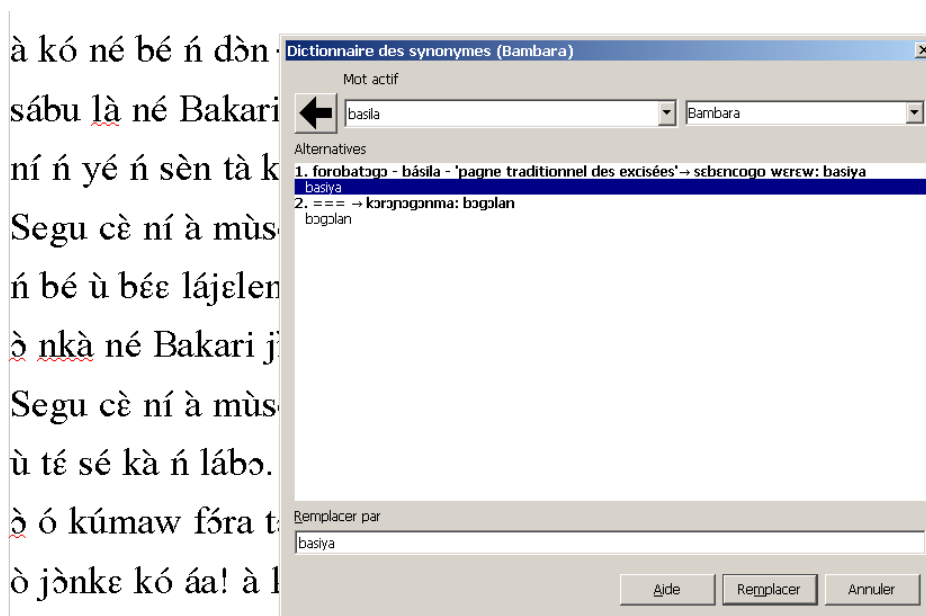 à kó né bé ń dɔ̀n
sábu là né Bakari
ní ń yé ń sèn tà k
Segu cɛ̀ ní à mùs
ń bé ù bɛ́ɛ lájɛlen
ɔ̀ nkà né Bakari
Segu cɛ̀ ní à mùs
ù tɛ́ sé kà ń lábɔ.
ɔ̀ ó kúmaw fɔ́ra
ò jɔ̀nkɛ kó áa! à
Dictionnaire des synonymes (Bambara)
Mot actif
basila
Bambara
Alternatives
1. forobatɔgɔ - básila - 'pagne traditionnel des excisées'→ sɛbɛncogo wɛrɛw: basiya
basiya
2. === → kɔrɔɲɔgɔnma: bɔgɔlan
bɔgɔlan
Remplacer par
basiya
Aide
Remplacer
Annuler